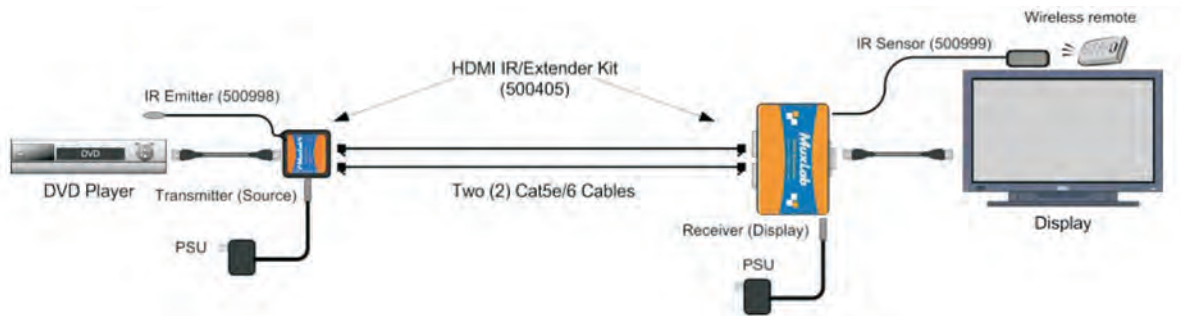 Wireless remote
IR Sensor (500999)
HDMI IR/Extender Kit
(500405)
IR Emitter (500998)
MuxLab
MuxLab
DVD
DVD Player
Transmitter (Source)
Two (2) Cat5e/6 Cables
Receiver (Display)
Display
PSU
PSU